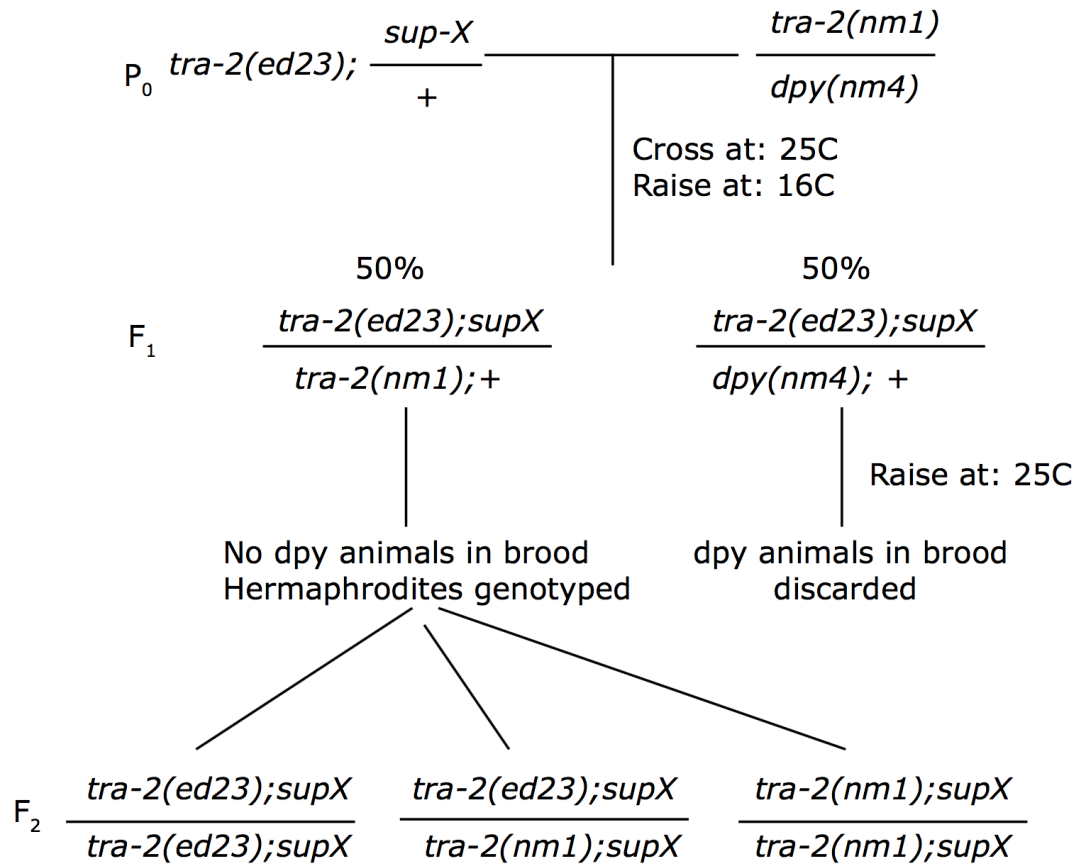 P0 tra-2(ed23); sup-X
+
tra-2(nm1)
dpy(nm4)
Cross at: 25C
Raise at: 16C
50%
50%
F1
tra-2(ed23);supX
tra-2(nm1);+
tra-2(ed23);supX
dpy(nm4); +
Raise at: 25C
No dpy animals in brood
Hermaphrodites genotyped
dpy animals in brood
discarded
F2
tra-2(ed23);supX
tra-2(ed23);supX
tra-2(ed23);supX
tra-2(nm1);supX
tra-2(nm1);supX
tra-2(nm1);supX